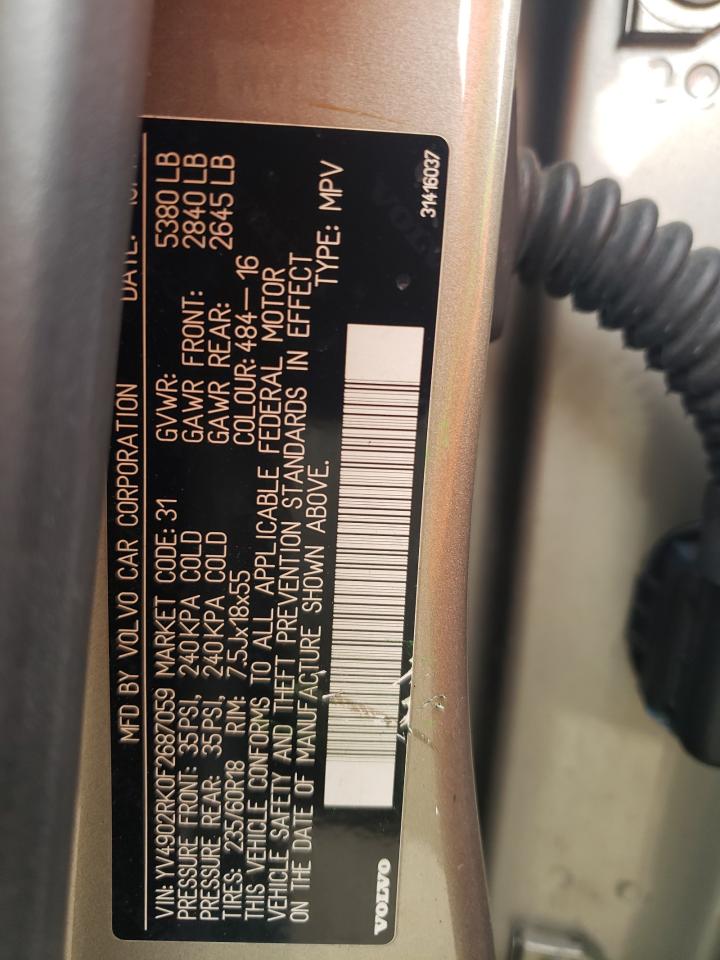 MFD BY VOLVO CAR CORPORATION DATE:
VIN: YV4902RK0F2687059 MARKET CODE: 31 GVWR: 5380 LB
PRESSURE FRONT: 35PSI, 240KPA COLD GAWR FRONT: 2840 LB
PRESSURE REAR: 35PSI, 240KPA COLD GAWR REAR: 2645 LB
TIRES: 235/60R18 RIM: 7.5Jx18x55 COLOUR: 484-16
THIS VEHICLE CONFORMS TO ALL APPLICABLE FEDERAL MOTOR
VEHICLE SAFETY AND THEFT PREVENTION STANDARDS IN EFFECT
ON THE DATE OF MANUFACTURE SHOWN ABOVE. TYPE: MPV
VOLVO
31416037